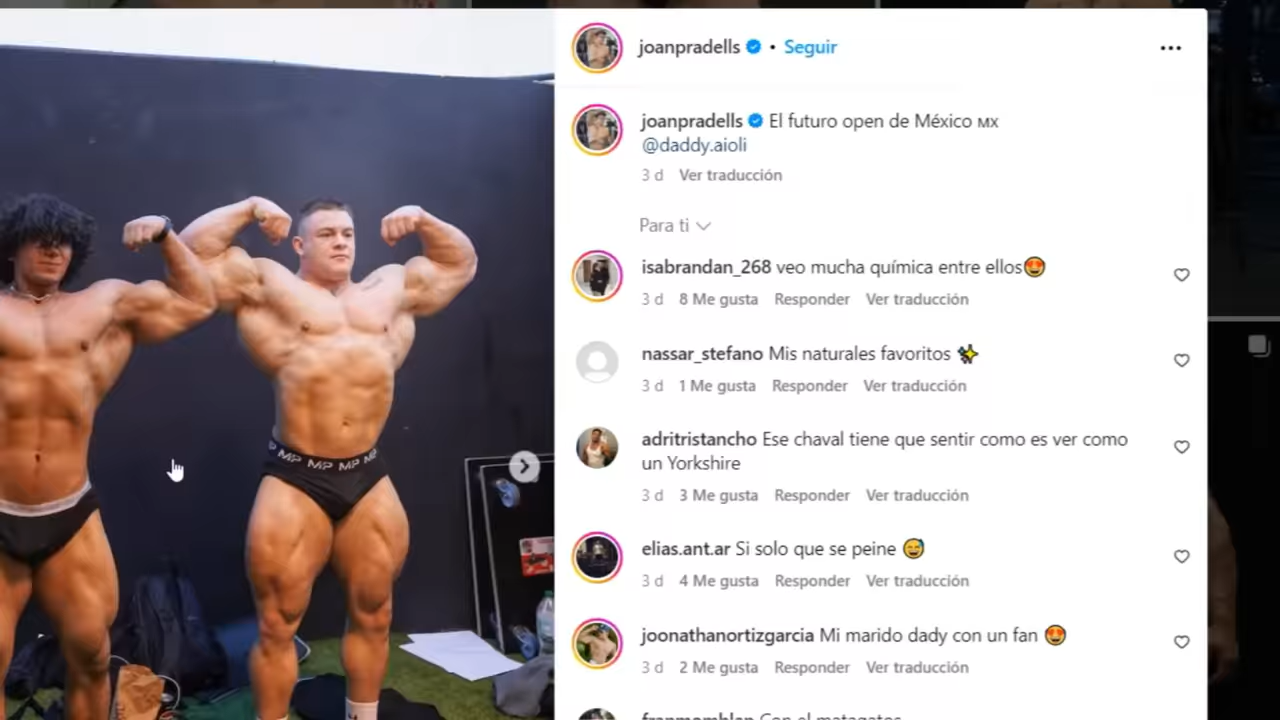 joanpradells • Seguir
joanpradells El futuro open de México MX
@daddy.aioli
3 d Ver traducción
Para ti
isabrandan_268 veo mucha química entre ellos😍
3 d 8 Me gusta Responder Ver traducción
nassar_stefano Mis naturales favoritos ✨
3 d 1 Me gusta Responder Ver traducción
adritristancho Ese chaval tiene que sentir como es ver como
un Yorkshire
3 d 3 Me gusta Responder Ver traducción
elias.ant.ar Si solo que se peine 😅
3 d 4 Me gusta Responder Ver traducción
joonathanortizgarcia Mi marido dady con un fan 😍
3 d 2 Me gusta Responder Ver traducción
Con el matagatos
MP MP MP MP